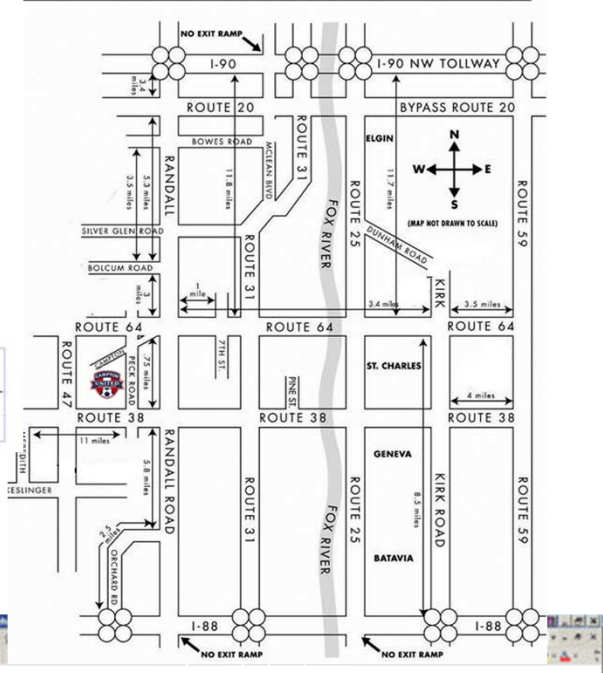 NO EXIT RAMP
I-90
I-90 NW TOLLWAY
3.4 miles
ROUTE 20
BYPASS ROUTE 20
BOWES ROAD
ELGIN
N
W E
S
(MAP NOT DRAWN TO SCALE)
3.5 miles
5.3 miles
RANDALL
11.8 miles
MCLEAN BLVD
ROUTE 31
FOX RIVER
ROUTE 25
11.7 miles
ROUTE 59
SILVER GLEN ROAD
DUNHAM ROAD
BOLCUM ROAD
ROUTE 31
KIRK
3 miles
1 mile
3.4 miles
3.5 miles
ROUTE 64
ROUTE 64
ROUTE 64
ROUTE 47
CAMPTON
CAMPTON
UNITED
PECK ROAD
.75 miles
7TH ST.
PINE ST.
ST. CHARLES
4 miles
ROUTE 38
ROUTE 38
ROUTE 38
11 miles
KESLINGER
5.8 miles
RANDALL ROAD
ROUTE 31
FOX RIVER
ROUTE 25
GENEVA
8.5 miles
KIRK ROAD
ROUTE 59
2.5 miles
ORCHARD RD
BATAVIA
I-88
I-88
NO EXIT RAMP
NO EXIT RAMP